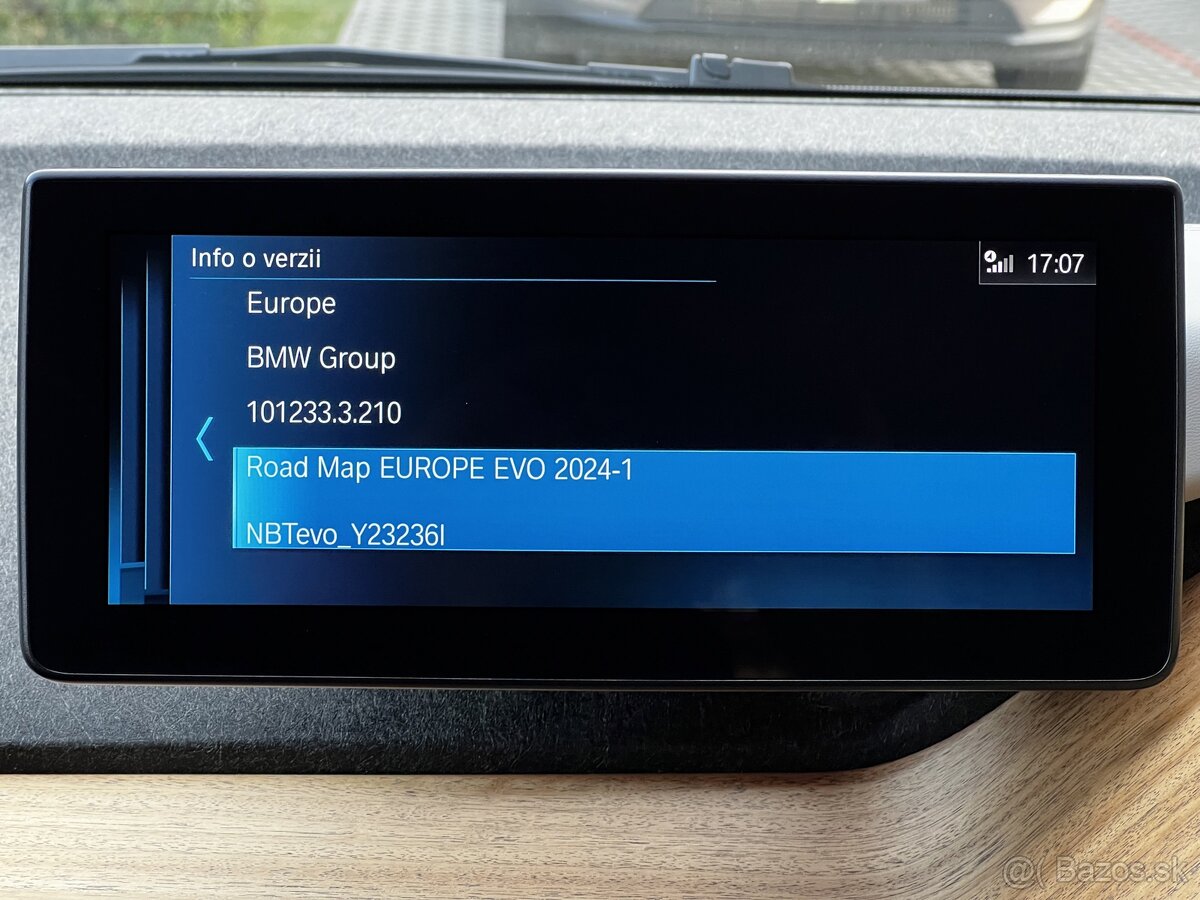 Info o verzii
17:07
Europe
BMW Group
101233.3.210
Road Map EUROPE EVO 2024-1
NBTevo_Y23236I
@( Bazos.sk